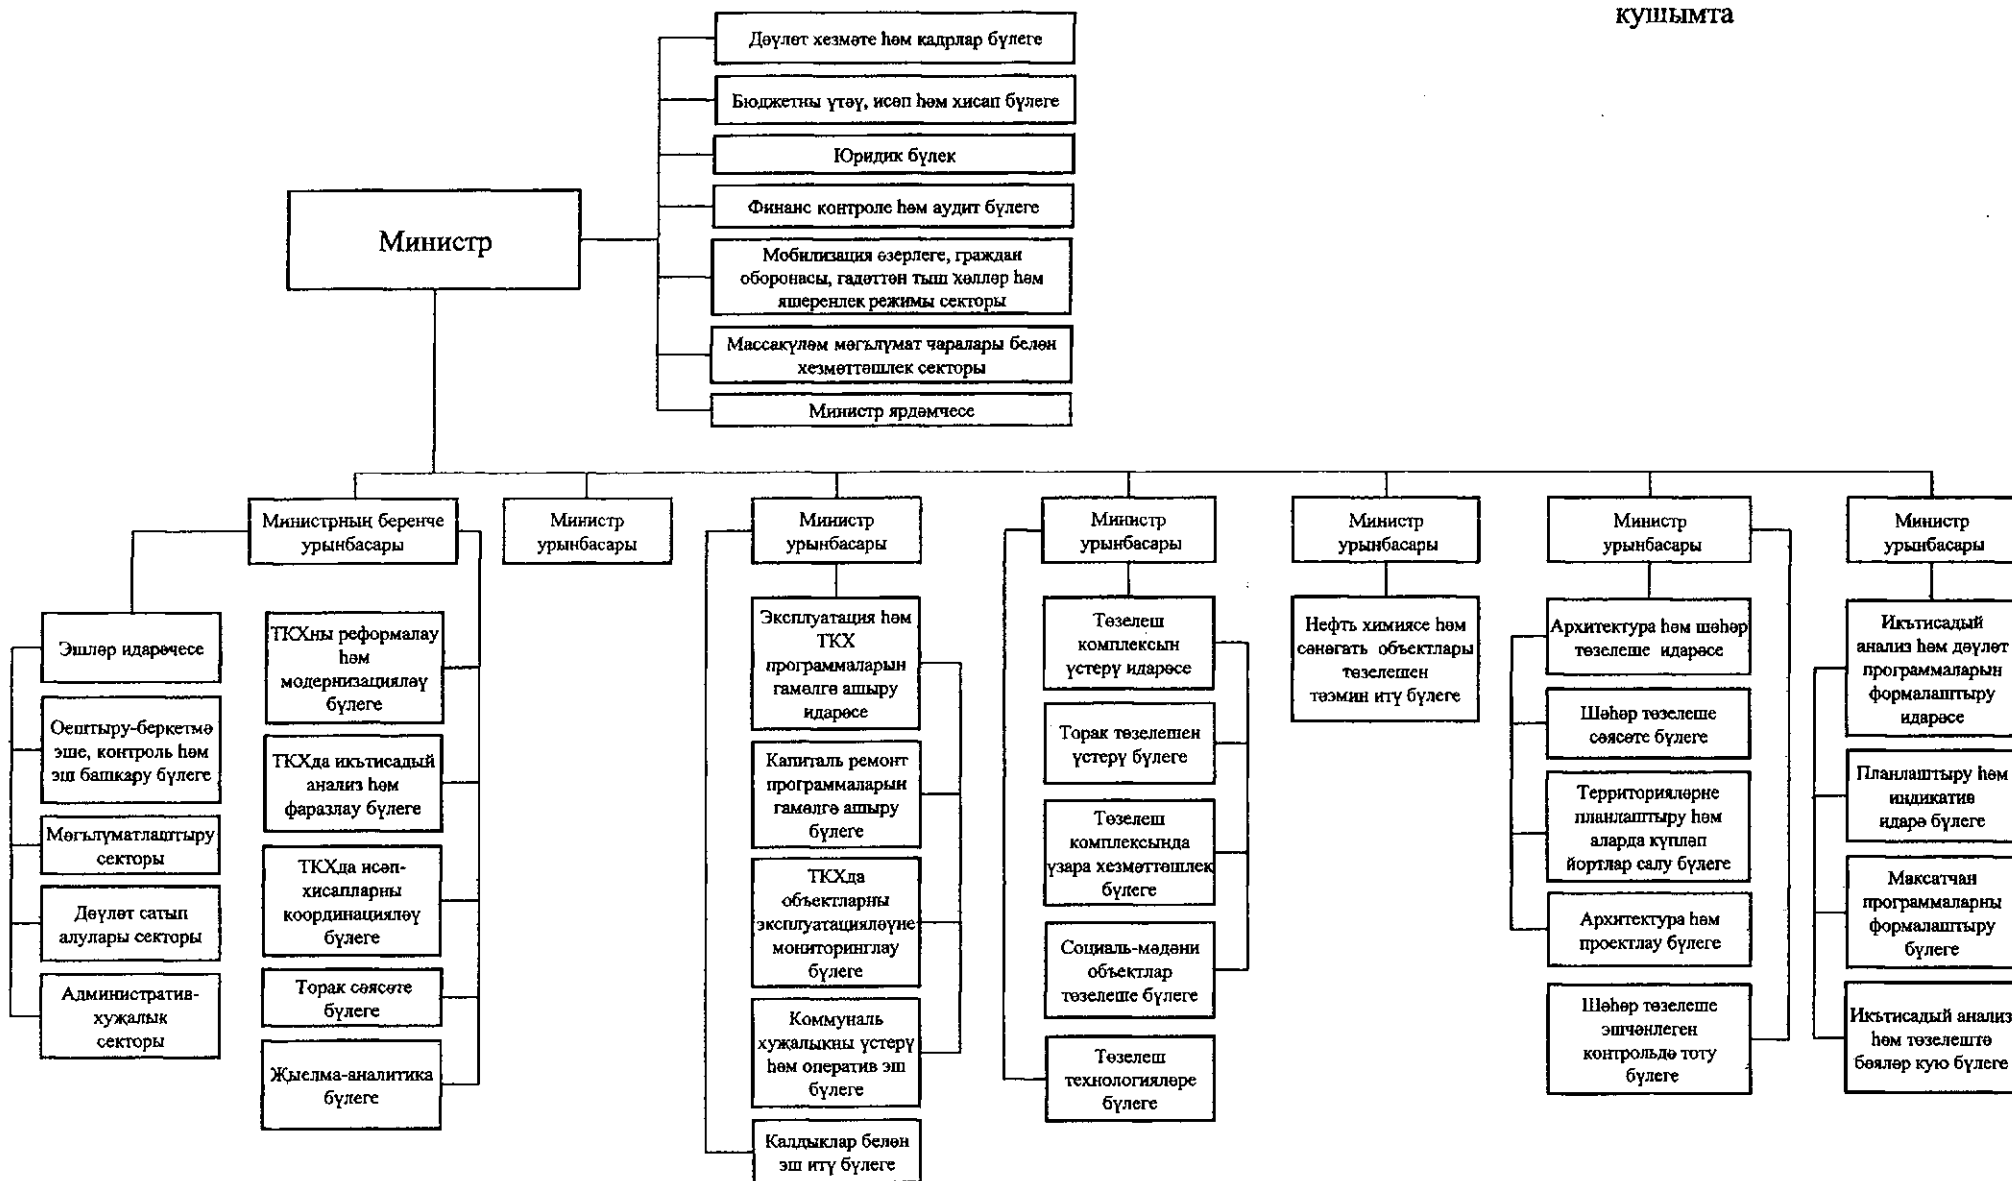 кушымта
Дәүләт хезмәте һәм кадрлар бүлеге
Бюджетны үтәү, исәп һәм хисап бүлеге
Юридик бүлек
Финанс контроле һәм аудит бүлеге
Мобилизация әзерлеге, граждан
оборонасы, гадәттән тыш хәлләр һәм
яшеренлек режимы секторы
Массакүләм мәгълүмат чаралары белән
хезмәттәшлек секторы
Министр ярдәмчесе
Министр
Министрның беренче
урынбасары
Министр
урынбасары
Министр
урынбасары
Министр
урынбасары
Министр
урынбасары
Министр
урынбасары
Министр
урынбасары
Эшләр идарәчесе
Оештыру-беркетмә
эше, контроль һәм
эш башкару бүлеге
Мәгълүматлаштыру
секторы
Дәүләт сатып
алулары секторы
Административ-
хуҗалык
секторы
ТКХны реформалау
һәм
модернизацияләү
бүлеге
ТКХда икътисадый
анализ һәм
фаразлау бүлеге
ТКХда исәп-
хисапларны
координацияләү
бүлеге
Торак сәясәте
бүлеге
Җыелма-аналитика
бүлеге
Эксплуатация һәм
ТКХ
программаларын
гамәлгә ашыру
идарәсе
Капиталь ремонт
программаларын
гамәлгә ашыру
бүлеге
ТКХда
объектларны
эксплуатацияләүне
мониторинглау
бүлеге
Коммуналь
хуҗалыкны үстерү
һәм оператив эш
бүлеге
Калдыклар белән
эш итү бүлеге
Төзелеш
комплексын
үстерү идарәсе
Торак төзелешен
үстерү бүлеге
Төзелеш
комплексында
үзара хезмәттәшлек
бүлеге
Социаль-мәдәни
объектлар
төзелеше бүлеге
Төзелеш
технологияләре
бүлеге
Нефть химиясе һәм
сәнәгать объектлары
төзелешен
тәэмин итү бүлеге
Архитектура һәм шәһәр
төзелеше идарәсе
Шәһәр төзелеше
сәясәте бүлеге
Территорияләрне
планлаштыру һәм
аларда күпләп
йортлар салу бүлеге
Архитектура һәм
проектлау бүлеге
Шәһәр төзелеше
эшчәнлеген
контрольдә тоту
бүлеге
Икътисадый
анализ һәм дәүләт
программаларын
формалаштыру
идарәсе
Планлаштыру һәм
индикатив
идарә бүлеге
Максатчан
программаларны
формалаштыру
бүлеге
Икътисадый анализ
һәм төзелештә
бәяләр кую бүлеге